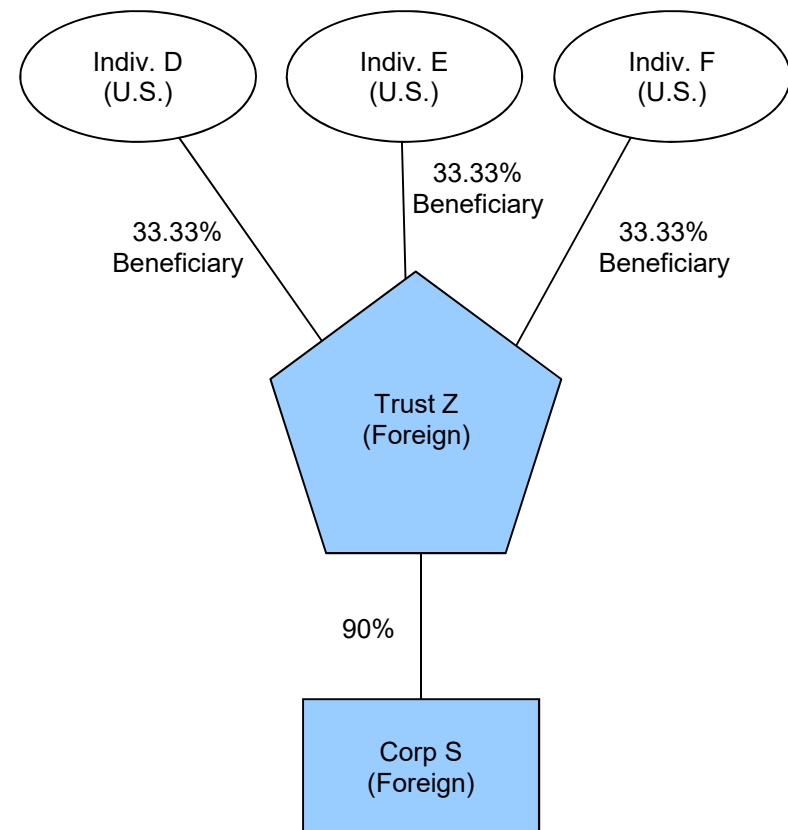 Indiv. D
(U.S.)
Indiv. E
(U.S.)
Indiv. F
(U.S.)
33.33%
Beneficiary
33.33%
Beneficiary
33.33%
Beneficiary
Trust Z
(Foreign)
90%
Corp S
(Foreign)